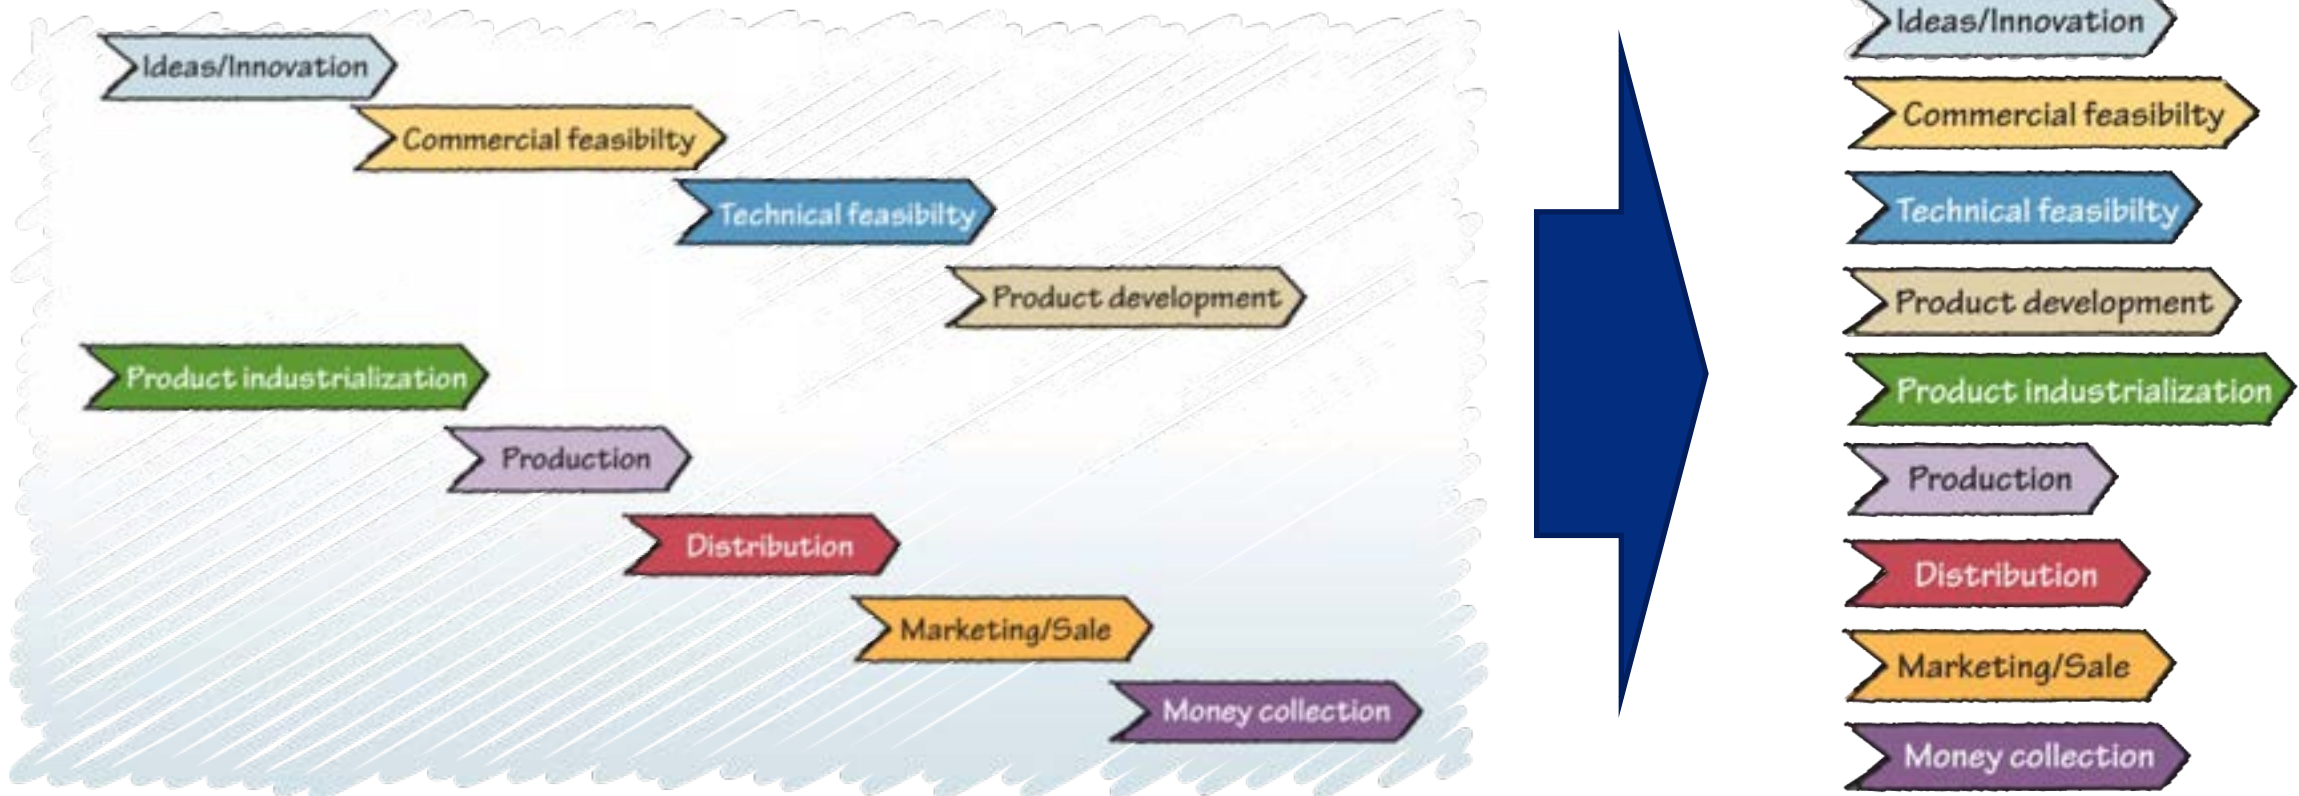 Ideas/Innovation
Commercial feasibilty
Technical feasibilty
Product development
Product industrialization
Production
Distribution
Marketing/Sale
Money collection
Ideas/Innovation
Commercial feasibilty
Technical feasibilty
Product development
Product industrialization
Production
Distribution
Marketing/Sale
Money collection